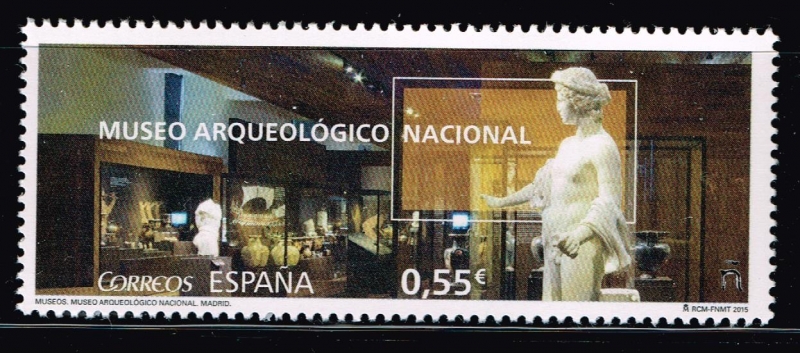 MUSEO ARQUEOLÓGICO NACIONAL
CORREOS ESPAÑA 0,55€
MUSEOS. MUSEO ARQUEOLÓGICO NACIONAL. MADRID. RCM-FNMT 2015